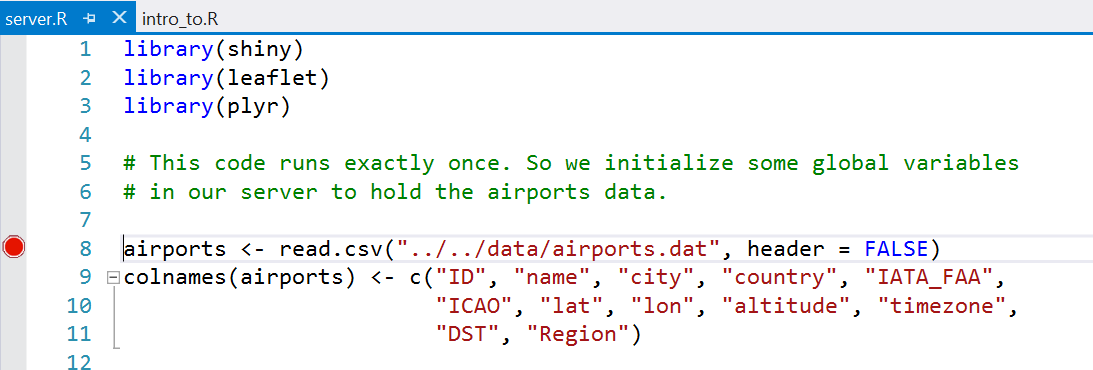 server.R intro_to.R
1 library(shiny)
2 library(leaflet)
3 library(plyr)
4
5 # This code runs exactly once. So we initialize some global variables
6 # in our server to hold the airports data.
7
8 airports <- read.csv("../../data/airports.dat", header = FALSE)
9 colnames(airports) <- c("ID", "name", "city", "country", "IATA_FAA",
10 "ICAO", "lat", "lon", "altitude", "timezone",
11 "DST", "Region")
12